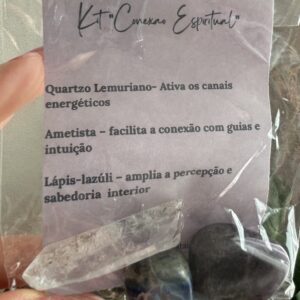 Kit "Conexao Espiritual"
Quartzo Lemuriano- Ativa os canais
energéticos
Ametista – facilita a conexão com guias e
intuição
Lápis-lazúli – amplia a percepção e
sabedoria interior